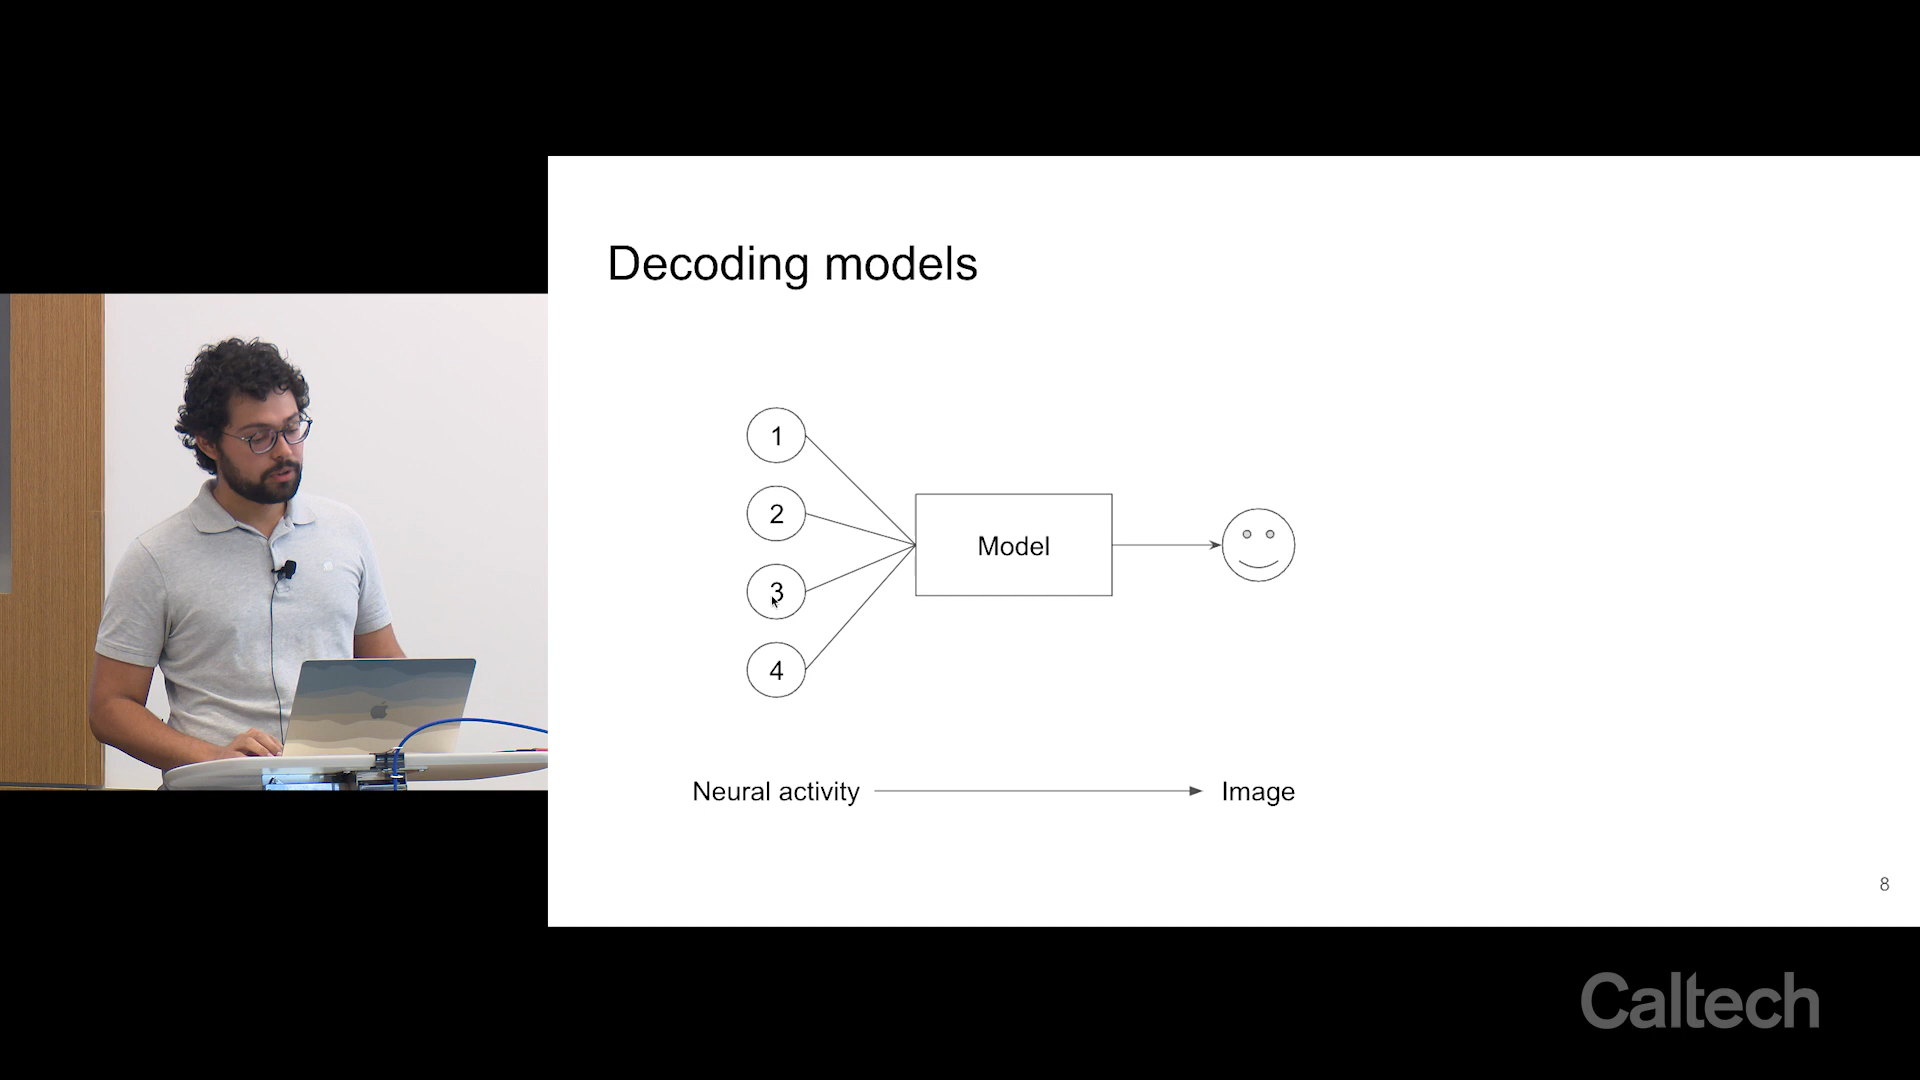 Decoding models
1
2
3
4
Model
Neural activity
Image
8
Caltech